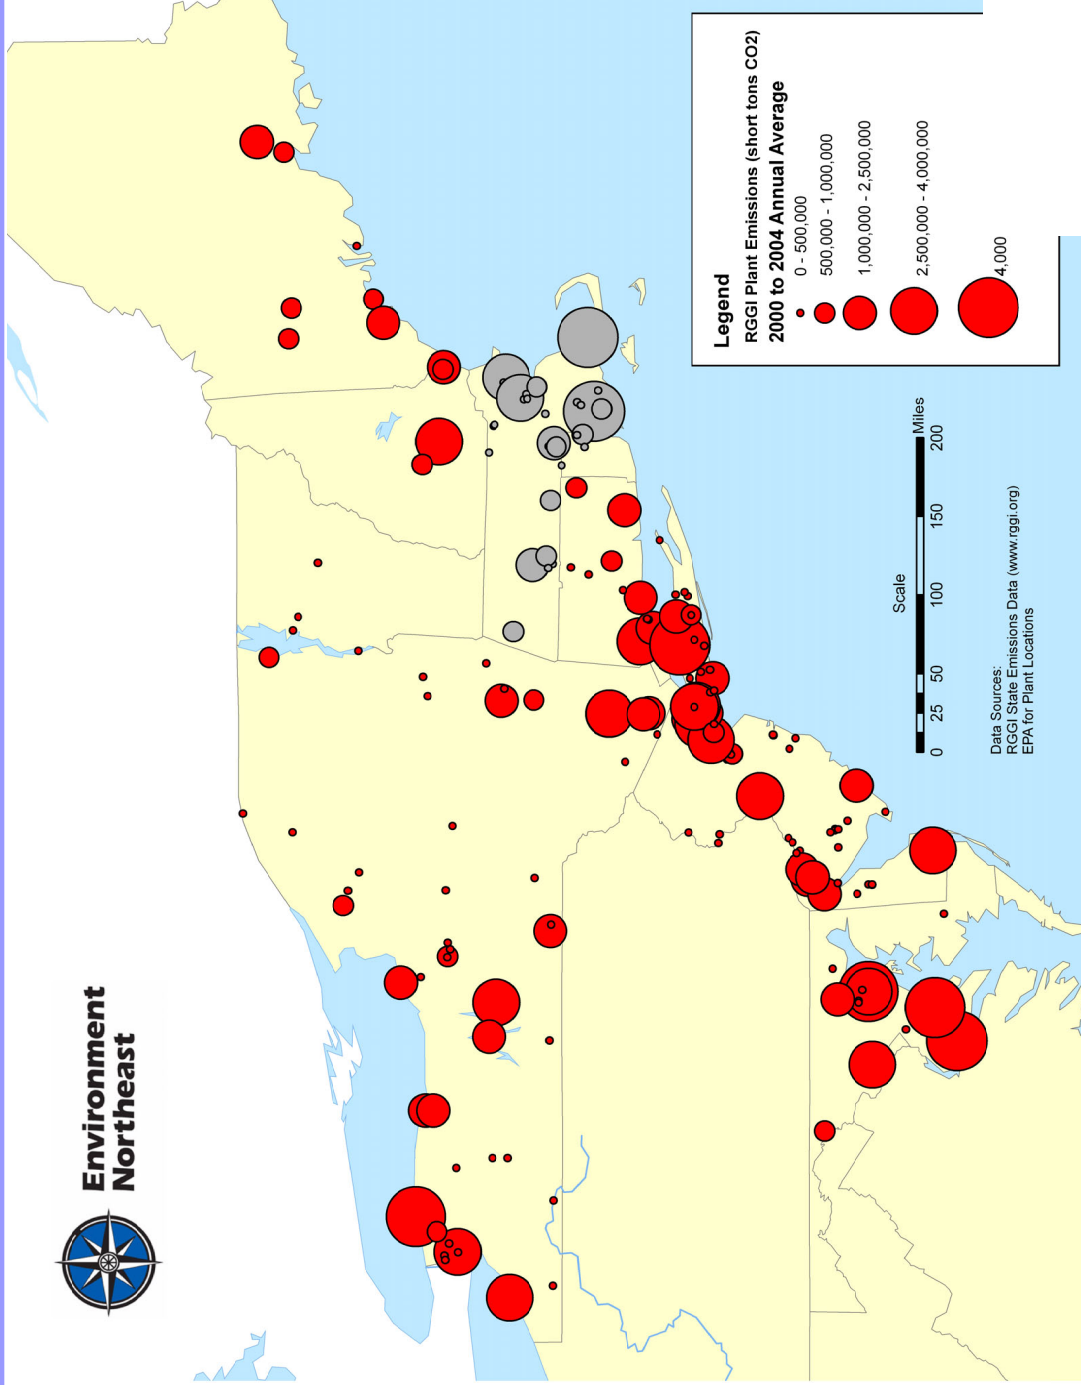 Environment
Northeast
Legend
RGGI Plant Emissions (short tons CO2)
2000 to 2004 Annual Average
0 - 500,000
500,000 - 1,000,000
1,000,000 - 2,500,000
2,500,000 - 4,000,000
4,000
Scale
0 25 50 100 150 200 Miles
Data Sources:
RGGI State Emissions Data (www.rggi.org)
EPA for Plant Locations